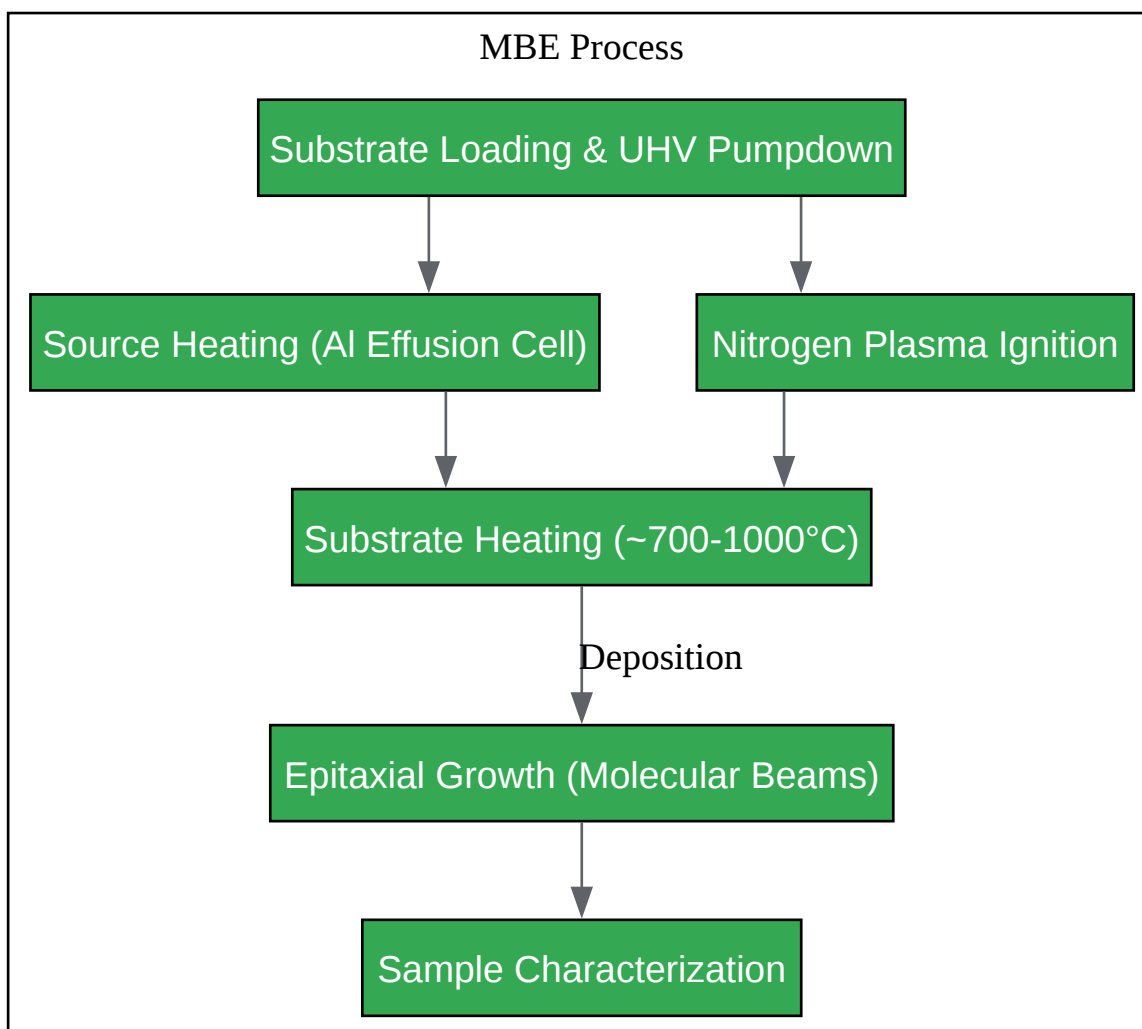 MBE Process
Substrate Loading & UHV Pumpdown
Source Heating (Al Effusion Cell)
Nitrogen Plasma Ignition
Substrate Heating (~700-1000°C)
Deposition
Epitaxial Growth (Molecular Beams)
Sample Characterization